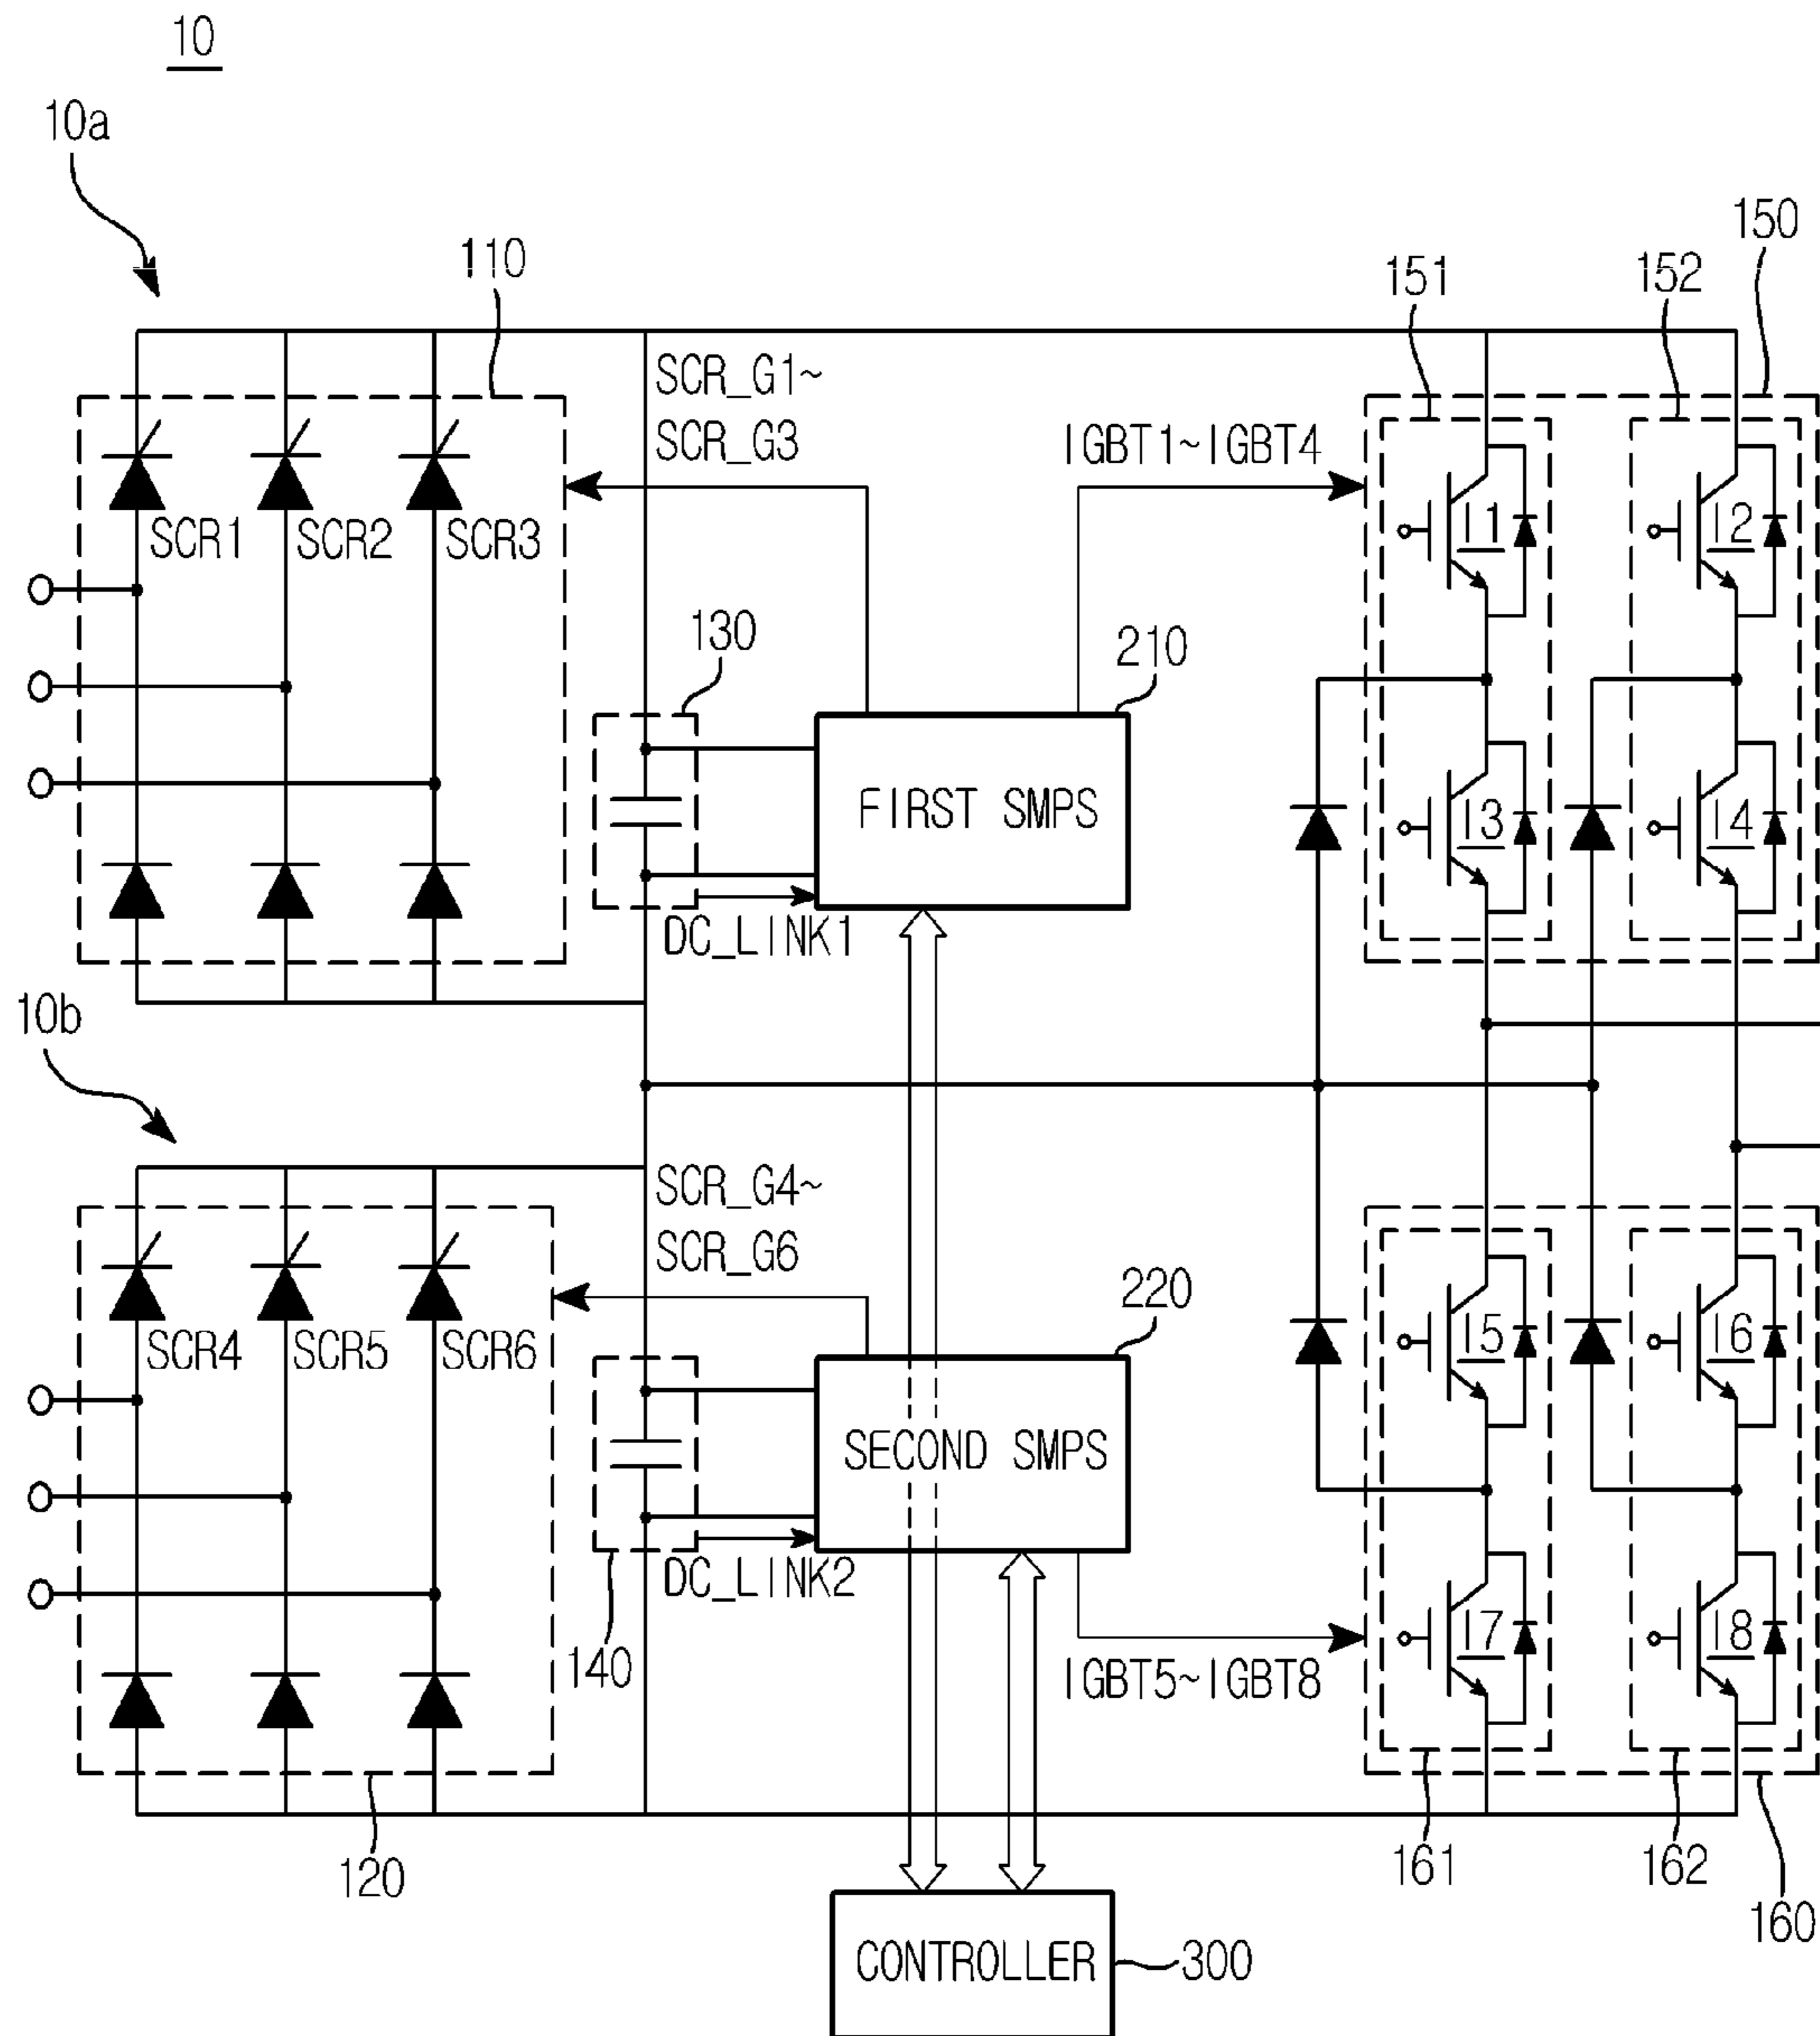 10
10a
110
150
151
152
SCR_G1~
SCR_G3
IGBT1~IGBT4
SCR1
SCR2
SCR3
I1
I2
130
210
FIRST SMPS
I3
I4
DC_LINK1
10b
SCR_G4~
SCR_G6
220
SCR4
SCR5
SCR6
I5
I6
SECOND SMPS
DC_LINK2
140
IGBT5~IGBT8
I7
I8
120
161
162
160
CONTROLLER
300